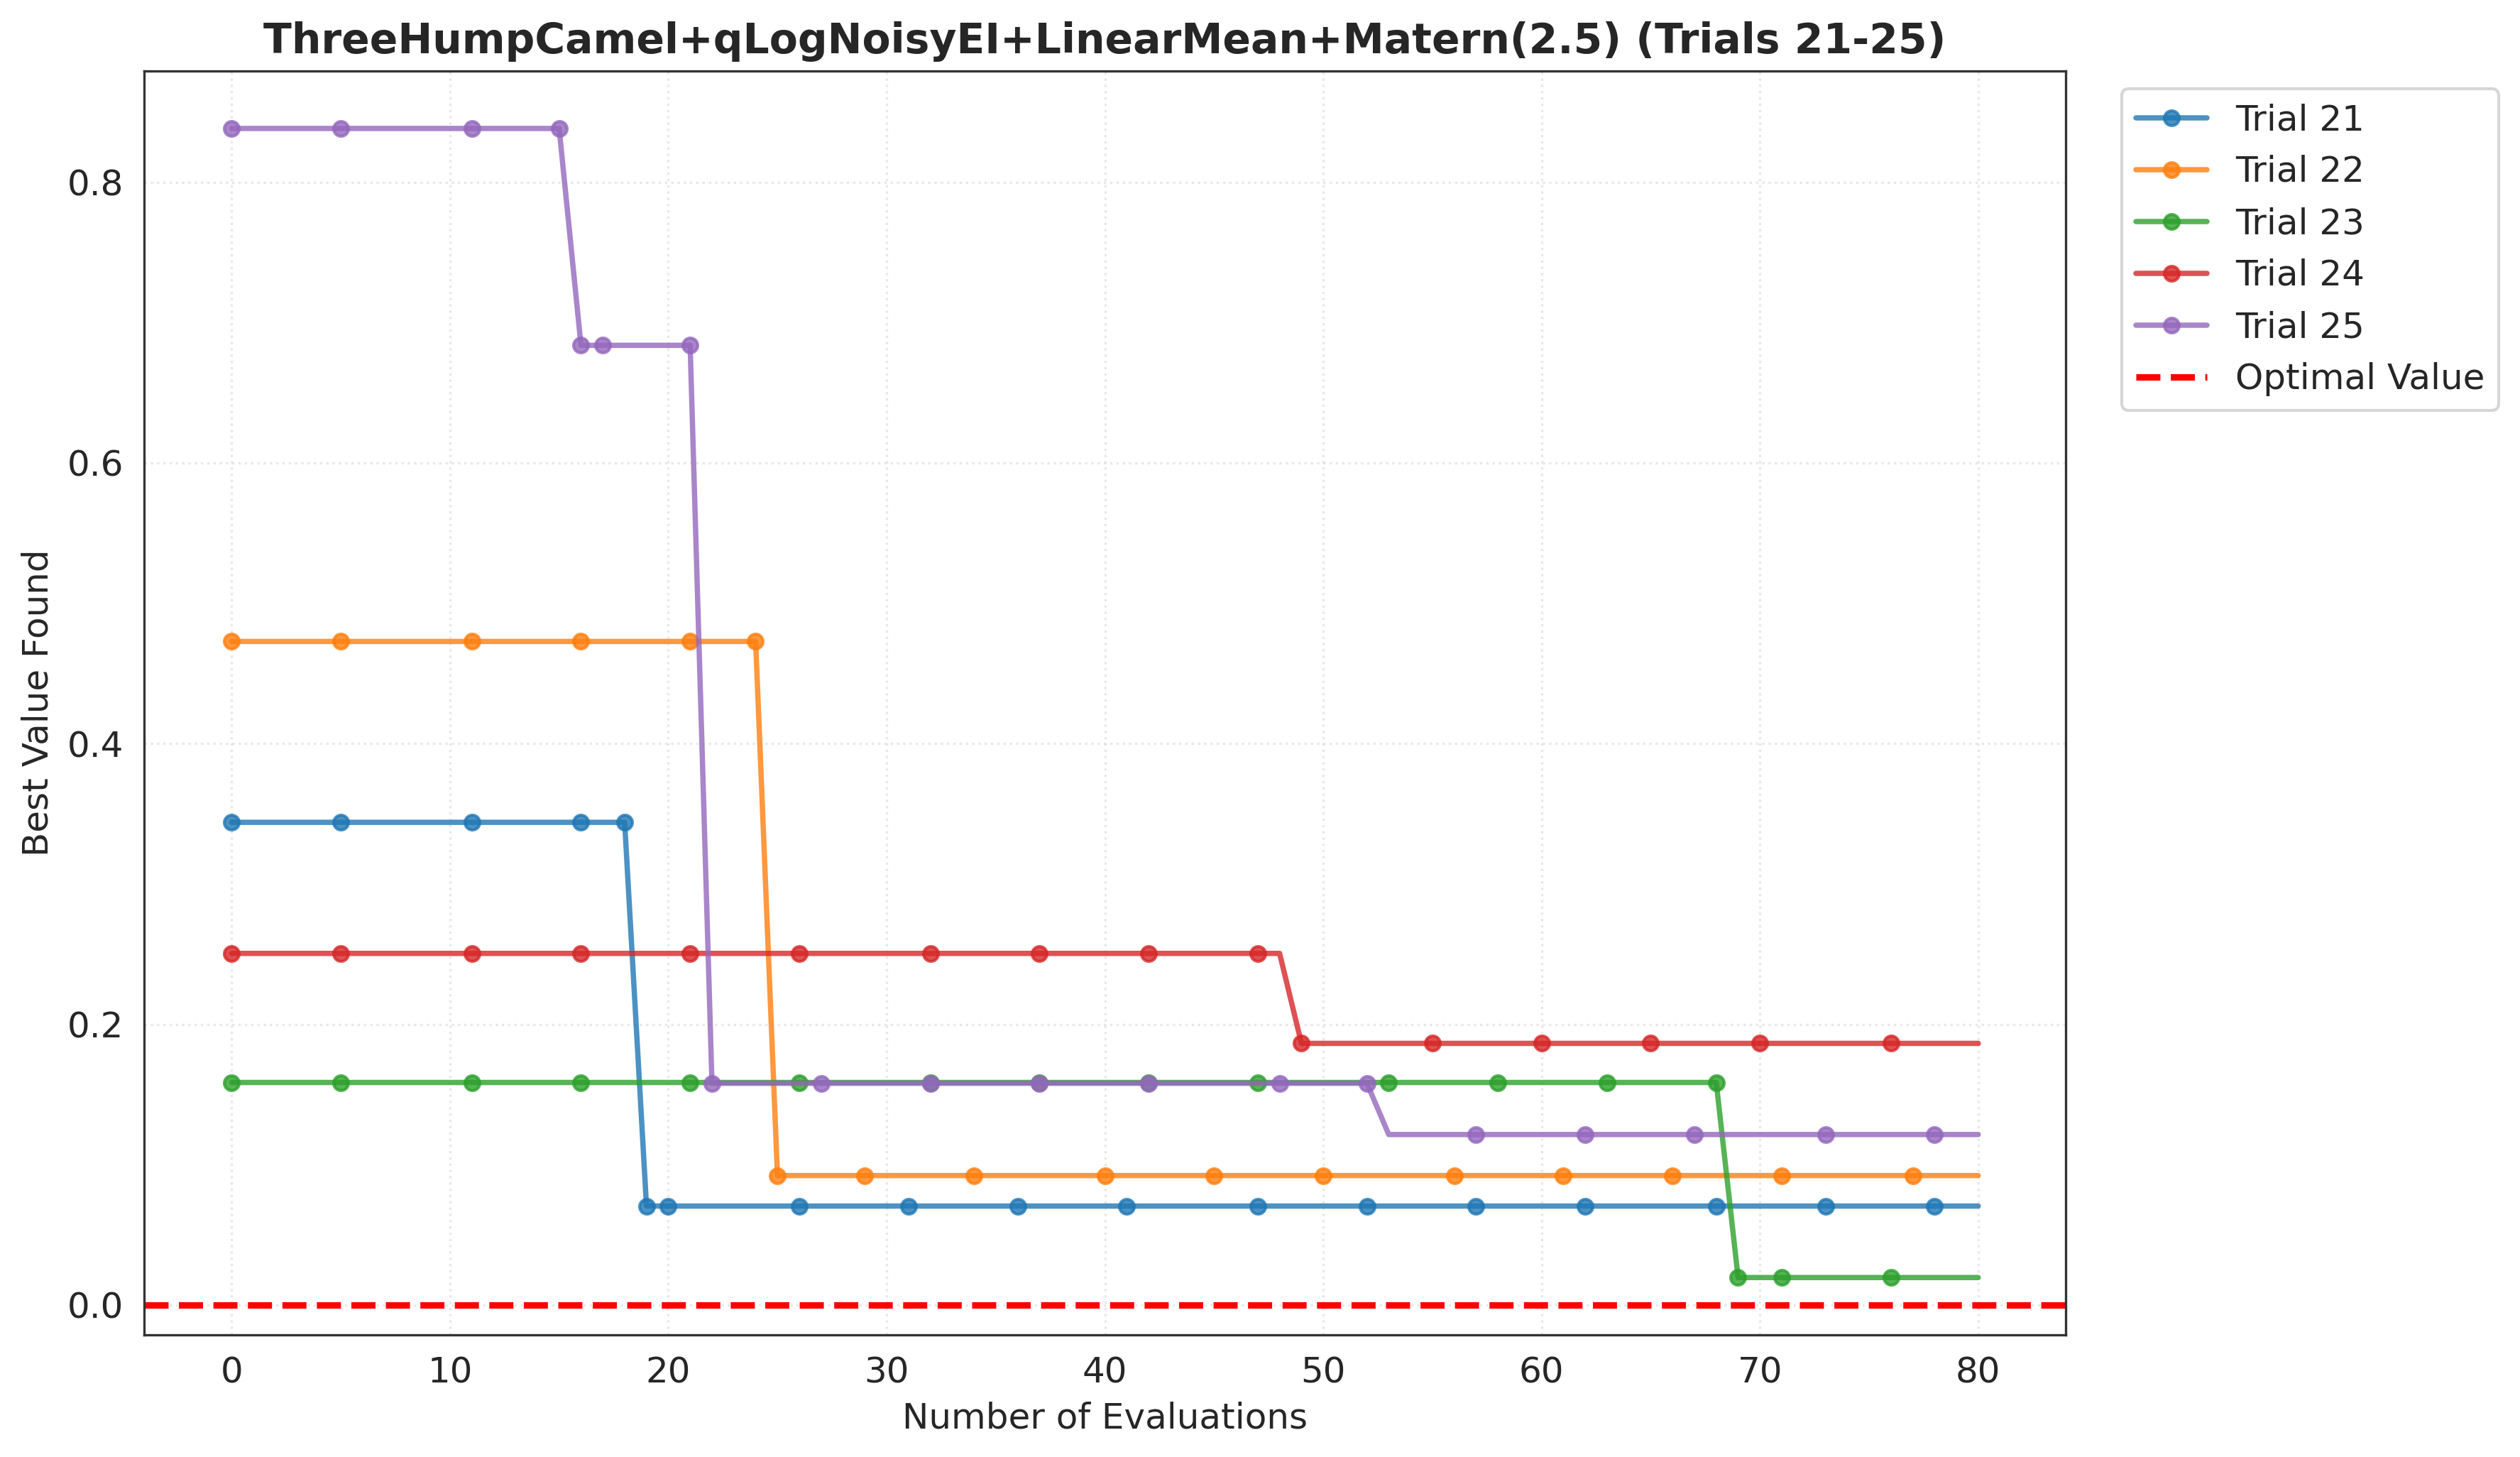 ThreeHumpCamel+qLogNoisyEI+LinearMean+Matern(2.5) (Trials 21-25)
Best Value Found
0.8
0.6
0.4
0.2
0.0
0 10 20 30 40 50 60 70 80
Number of Evaluations
Trial 21
Trial 22
Trial 23
Trial 24
Trial 25
Optimal Value